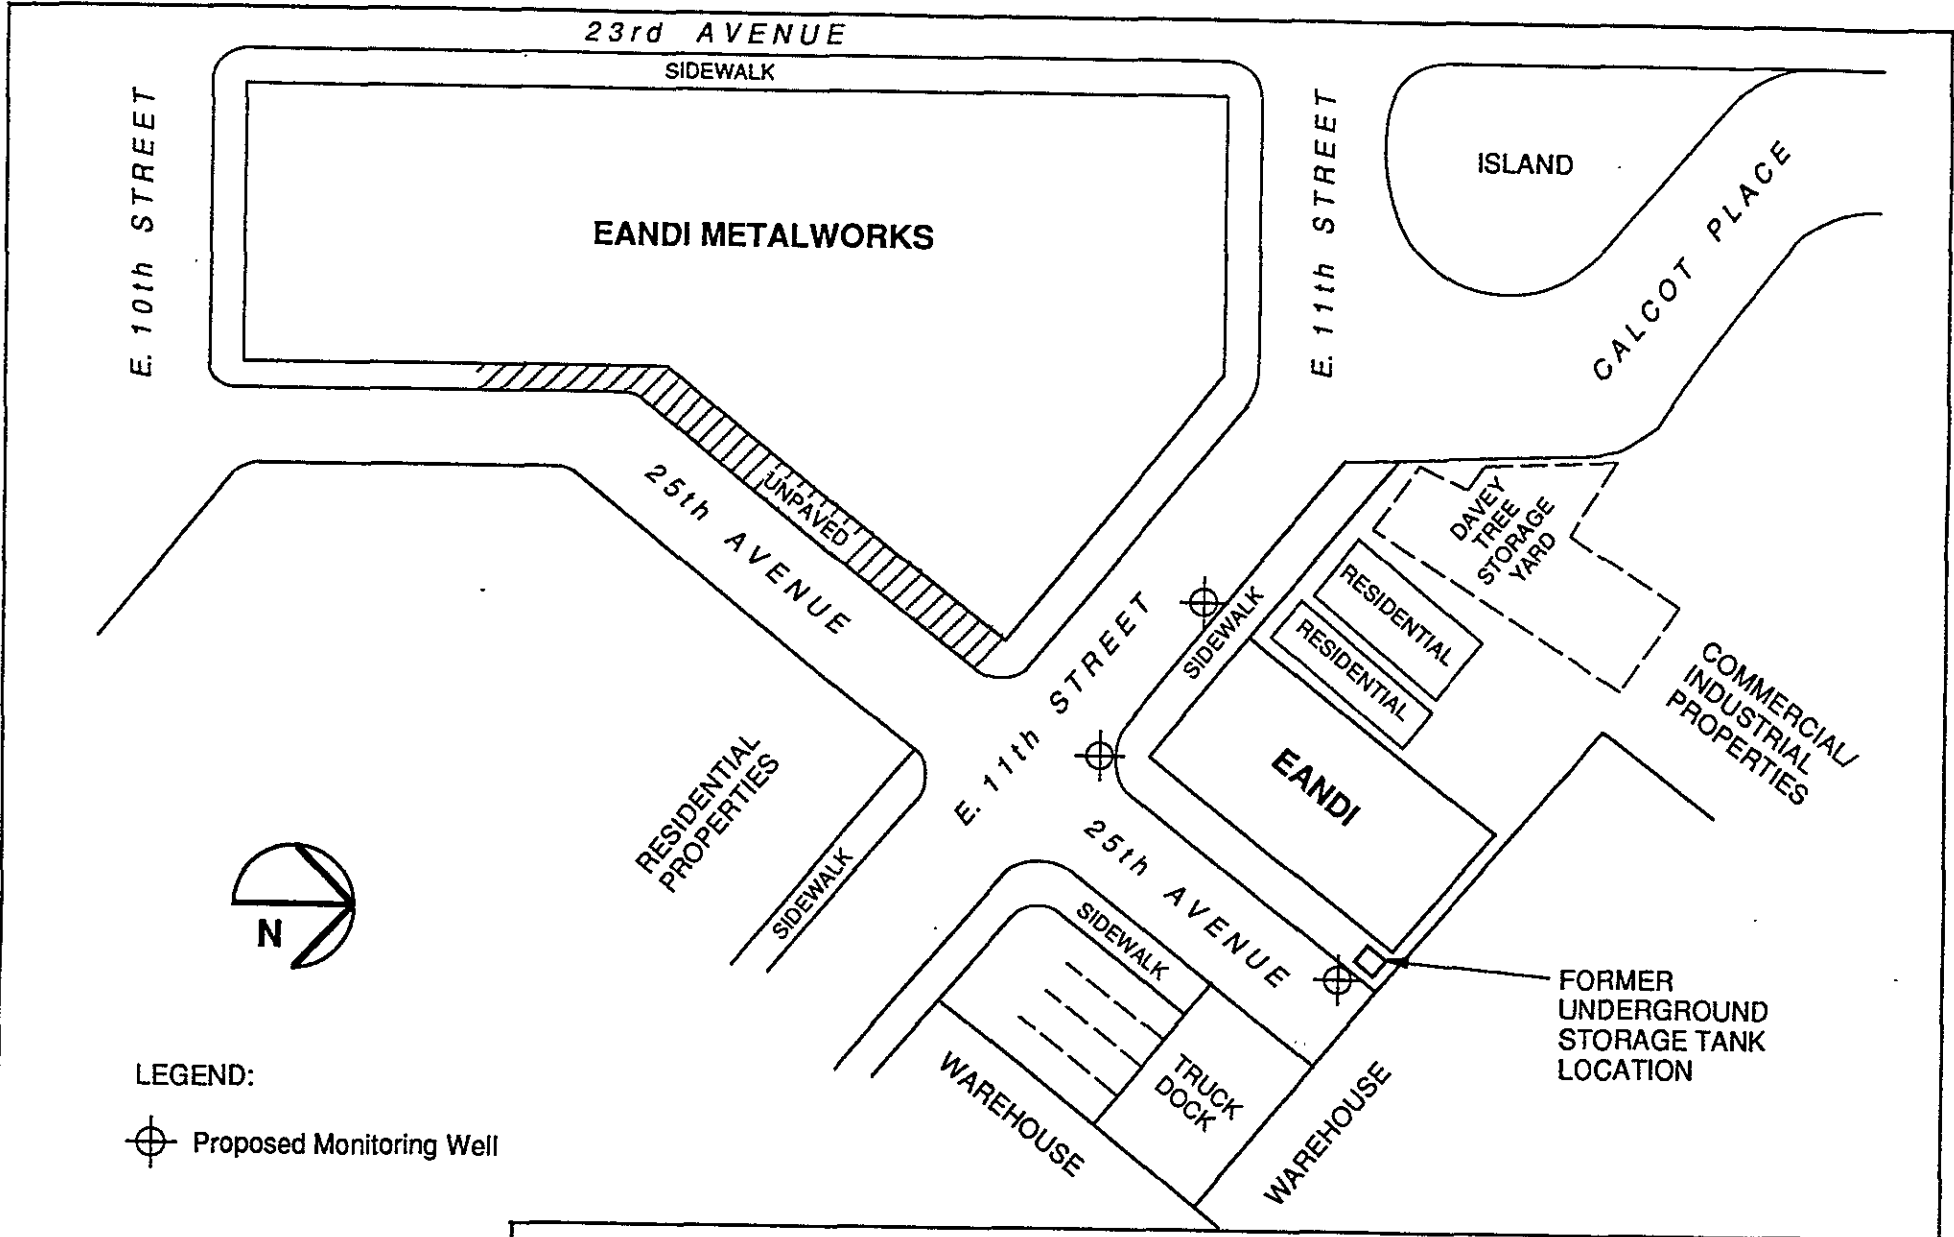 23rd AVENUE
SIDEWALK
E. 10th STREET
EANDI METALWORKS
E. 11th STREET
ISLAND
CALCOT PLACE
25th AVENUE
UNPAVED
DAVEY
TREE
STORAGE
YARD
RESIDENTIAL
RESIDENTIAL
SIDEWALK
E. 11th STREET
COMMERCIAL/
INDUSTRIAL
PROPERTIES
EANDI
RESIDENTIAL
PROPERTIES
SIDEWALK
25th AVENUE
SIDEWALK
N
FORMER
UNDERGROUND
STORAGE TANK
LOCATION
TRUCK
DOCK
WAREHOUSE
WAREHOUSE
LEGEND:
Proposed Monitoring Well